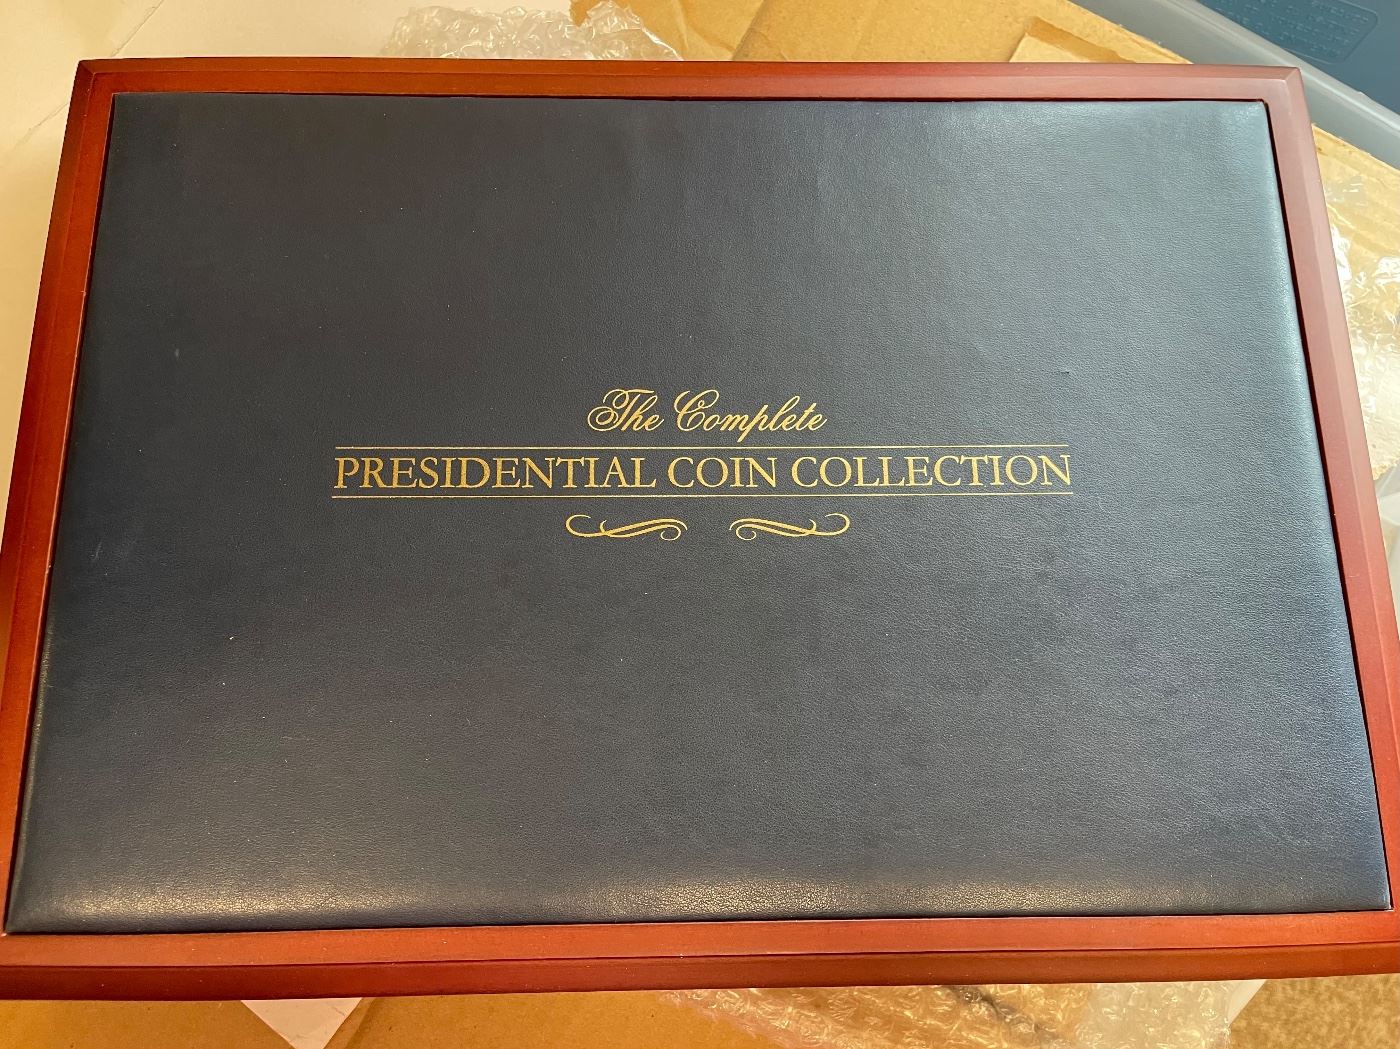 The Complete
PRESIDENTIAL COIN COLLECTION